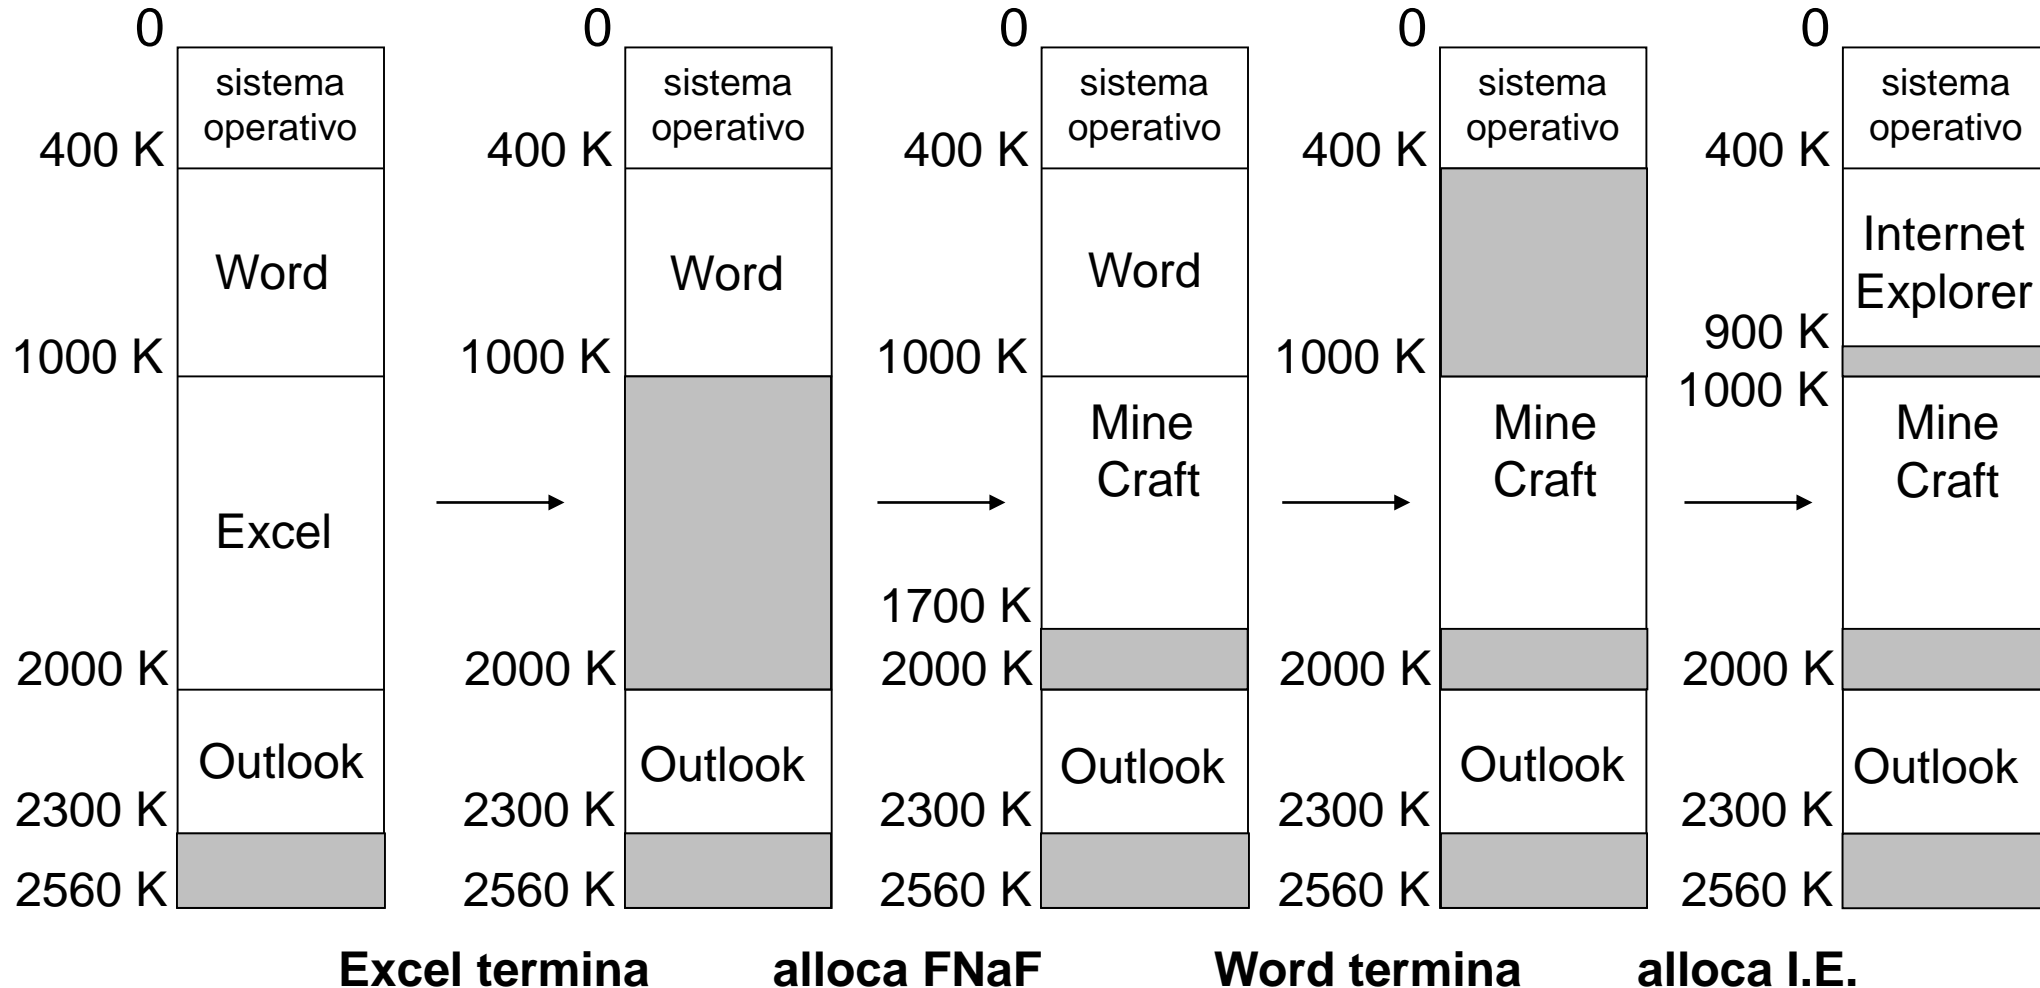 0
sistema
operativo
400 K
Word
1000 K
Excel
2000 K
Outlook
2300 K
2560 K
0
sistema
operativo
400 K
Word
1000 K
2000 K
Outlook
2300 K
2560 K
0
sistema
operativo
400 K
Word
1000 K
Mine
Craft
1700 K
2000 K
Outlook
2300 K
2560 K
0
sistema
operativo
400 K
1000 K
Mine
Craft
2000 K
Outlook
2300 K
2560 K
0
sistema
operativo
400 K
Internet
Explorer
900 K
1000 K
Mine
Craft
2000 K
Outlook
2300 K
2560 K
Excel termina
alloca FNaF
Word termina
alloca I.E.